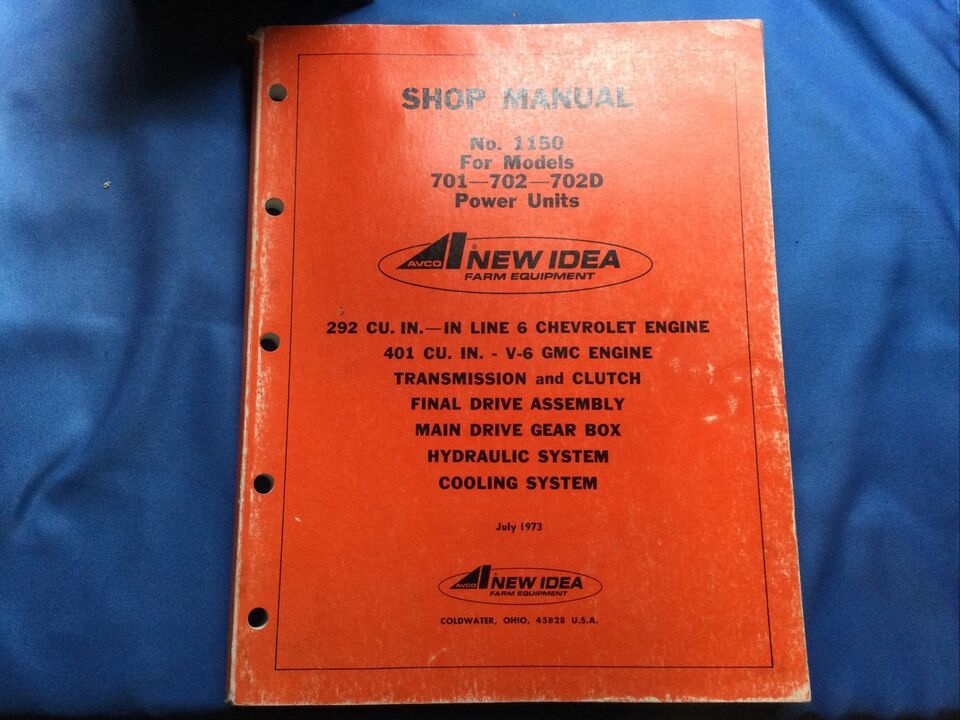 SHOP MANUAL
No. 1150
For Models
701—702—702D
Power Units
AVCO NEW IDEA ®
FARM EQUIPMENT
292 CU. IN.—IN LINE 6 CHEVROLET ENGINE
401 CU. IN. - V-6 GMC ENGINE
TRANSMISSION and CLUTCH
FINAL DRIVE ASSEMBLY
MAIN DRIVE GEAR BOX
HYDRAULIC SYSTEM
COOLING SYSTEM
July 1973
AVCO NEW IDEA ®
FARM EQUIPMENT
COLDWATER, OHIO, 45828 U.S.A.